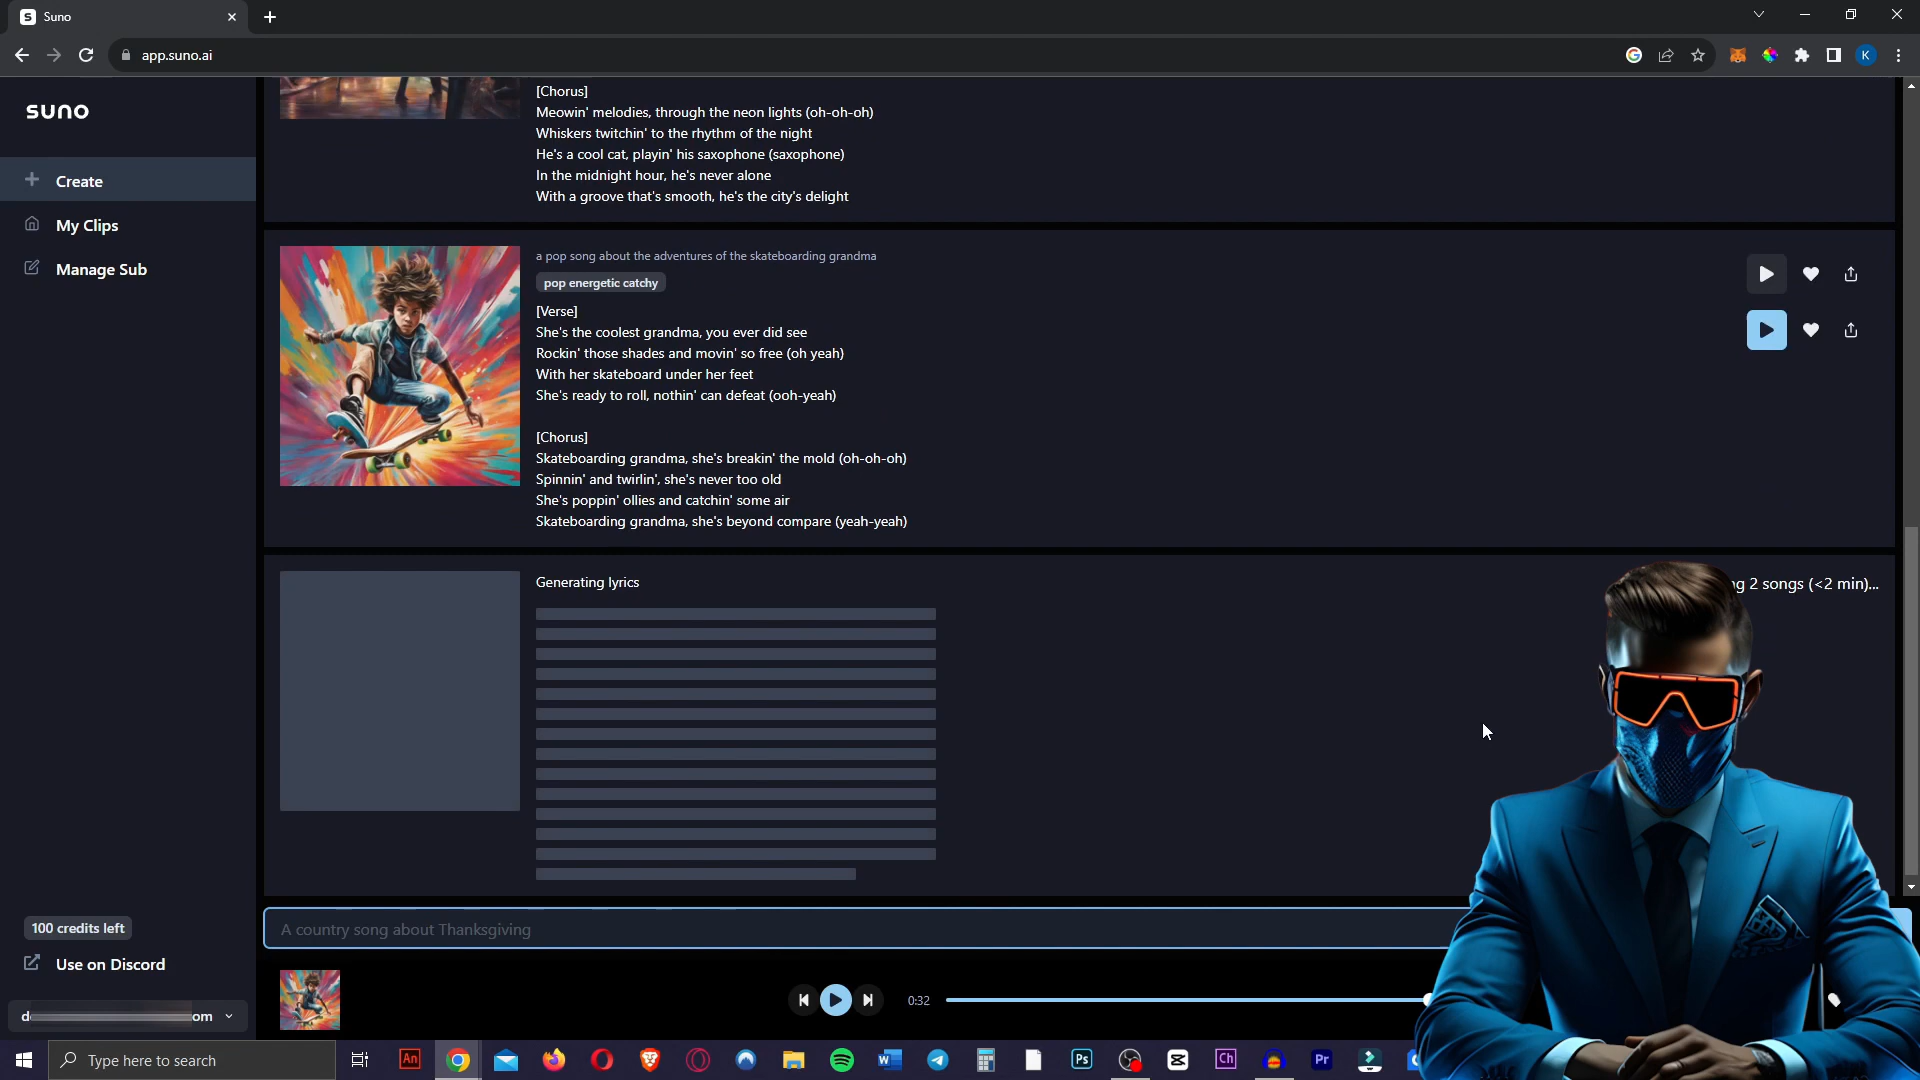 Suno
app.suno.ai
K
SUNO
Create
My Clips
Manage Sub
[Chorus]
Meowin' melodies, through the neon lights (oh-oh-oh)
Whiskers twitchin' to the rhythm of the night
He's a cool cat, playin' his saxophone (saxophone)
In the midnight hour, he's never alone
With a groove that's smooth, he's the city's delight
a pop song about the adventures of the skateboarding grandma
pop energetic catchy
[Verse]
She's the coolest grandma, you ever did see
Rockin' those shades and movin' so free (oh yeah)
With her skateboard under her feet
She's ready to roll, nothin' can defeat (ooh-yeah)
[Chorus]
Skateboarding grandma, she's breakin' the mold (oh-oh-oh)
Spinnin' and twirlin', she's never too old
She's poppin' ollies and catchin' some air
Skateboarding grandma, she's beyond compare (yeah-yeah)
Generating lyrics
2 songs (<2 min)...
A country song about Thanksgiving
100 credits left
Use on Discord
om
0:32
Type here to search
An
Ps
Ch
Pr